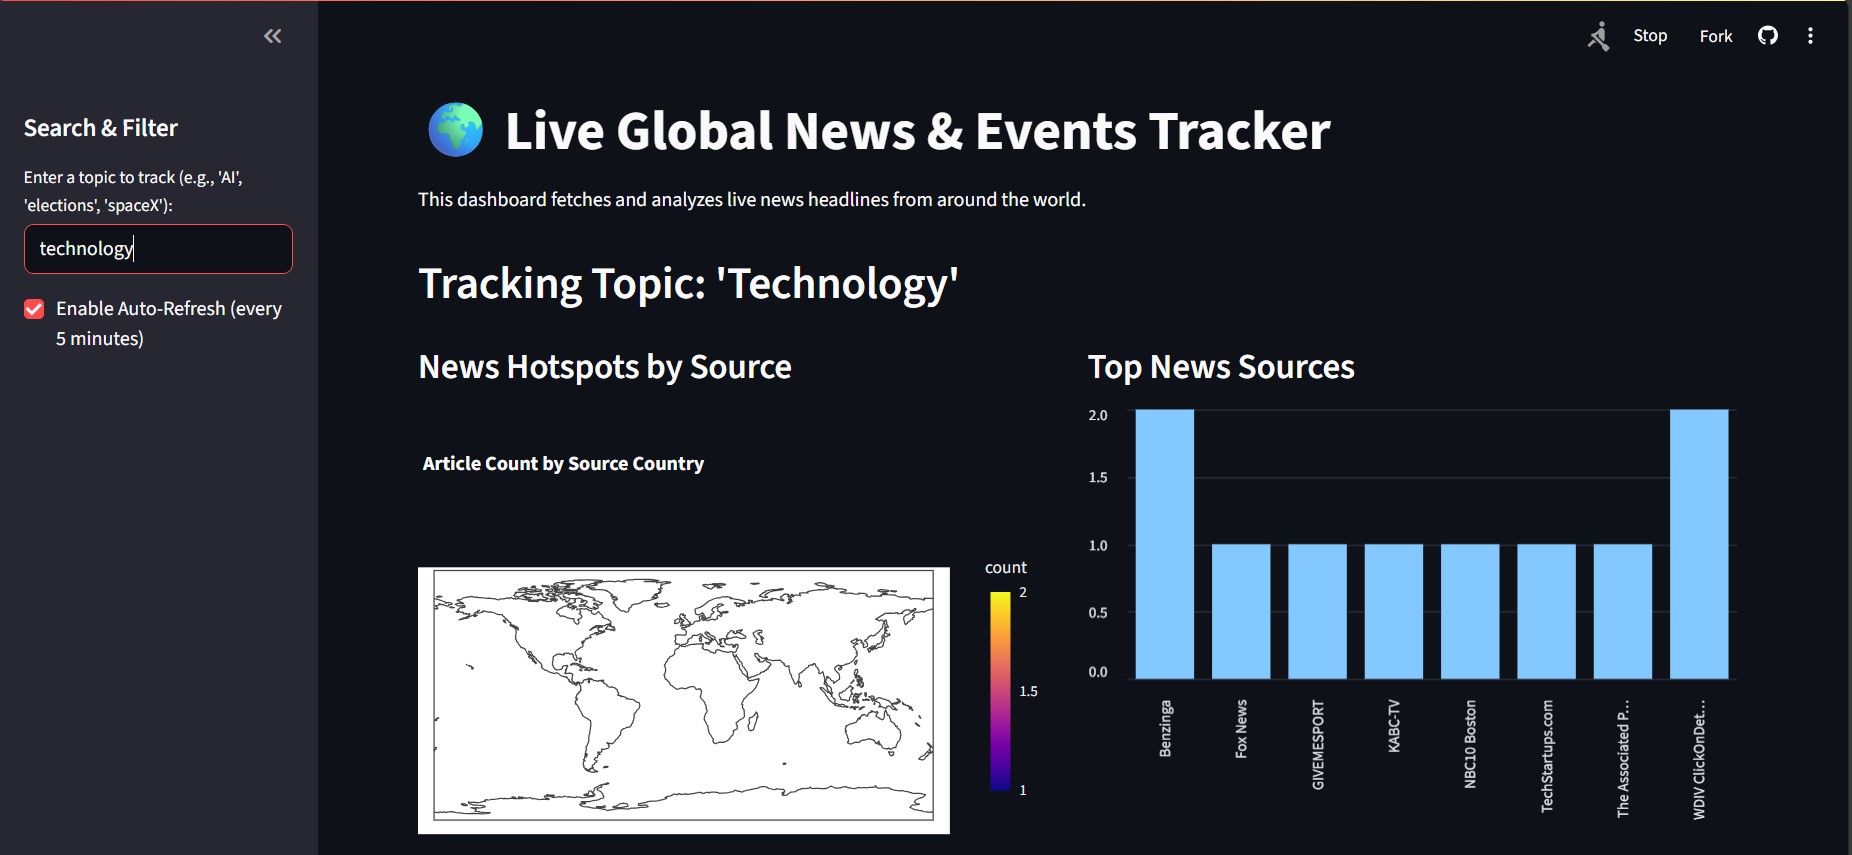 Stop
Fork
Search & Filter
Enter a topic to track (e.g., 'AI',
'elections', 'spaceX'):
technology
Enable Auto-Refresh (every
5 minutes)
Live Global News & Events Tracker
This dashboard fetches and analyzes live news headlines from around the world.
Tracking Topic: 'Technology'
News Hotspots by Source
Article Count by Source Country
count
2
1.5
1
Top News Sources
2.0
1.5
1.0
0.5
0.0
Benzinga
Fox News
GIVEMESPORT
KABC-TV
NBC10 Boston
TechStartups.com
The Associated P...
WDIV ClickOnDet...